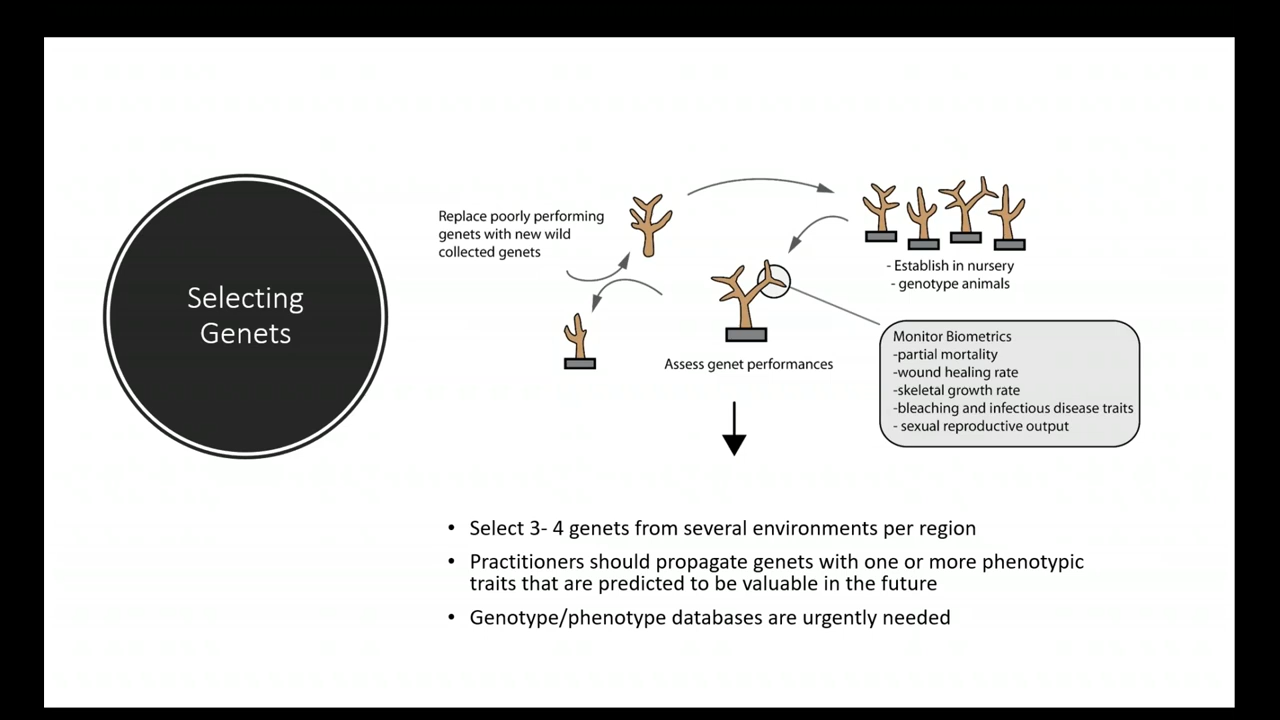 Selecting
Genets
Replace poorly performing
genets with new wild
collected genets
- Establish in nursery
- genotype animals
Assess genet performances
Monitor Biometrics
-partial mortality
-wound healing rate
-skeletal growth rate
-bleaching and infectious disease traits
- sexual reproductive output
• Select 3- 4 genets from several environments per region
• Practitioners should propagate genets with one or more phenotypic
traits that are predicted to be valuable in the future
• Genotype/phenotype databases are urgently needed